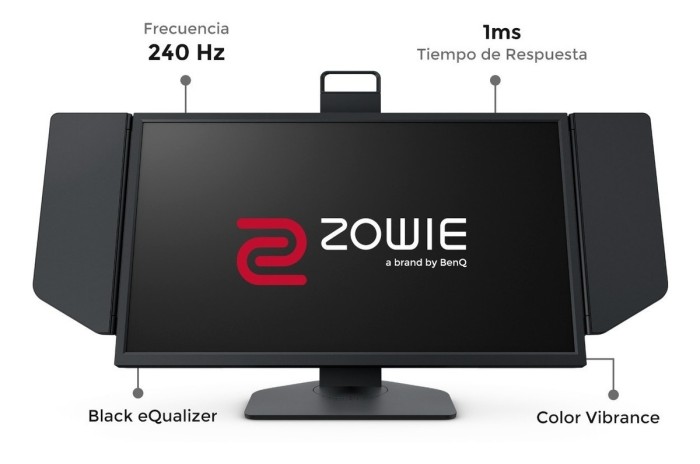 Frecuencia
240 Hz
1ms
Tiempo de Respuesta
ZOWIE
a brand by BenQ
Black eQualizer
Color Vibrance